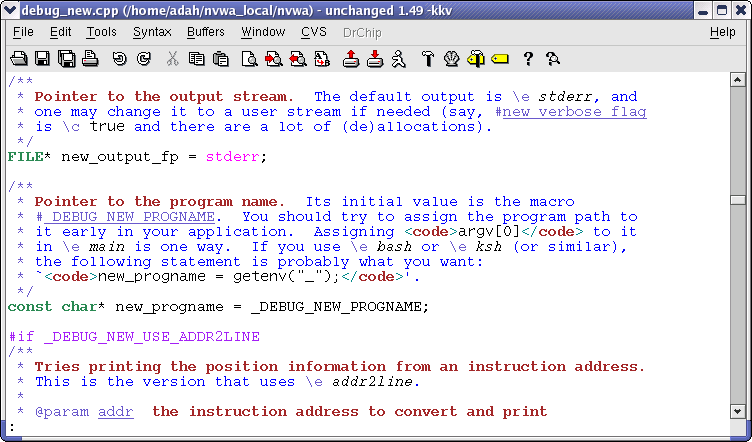 debug_new.cpp (/home/adah/nvwa_local/nvwa) - unchanged 1.49 -kkv
File Edit Tools Syntax Buffers Window CVS DrChip Help
/**
 * Pointer to the output stream.  The default output is \e stderr, and
 * one may change it to a user stream if needed (say, #new_verbose_flag
 * is \c true and there are a lot of (de)allocations).
 */
FILE* new_output_fp = stderr;
/**
 * Pointer to the program name.  Its initial value is the macro
 * #_DEBUG_NEW_PROGNAME.  You should try to assign the program path to
 * it early in your application.  Assigning <code>argv[0]</code> to it
 * in \e main is one way.  If you use \e bash or \e ksh (or similar),
 * the following statement is probably what you want:
 * `<code>new_progname = getenv("_");</code>'.
 */
const char* new_progname = _DEBUG_NEW_PROGNAME;
#if _DEBUG_NEW_USE_ADDR2LINE
/**
 * Tries printing the position information from an instruction address.
 * This is the version that uses \e addr2line.
 *
 * @param addr  the instruction address to convert and print
: